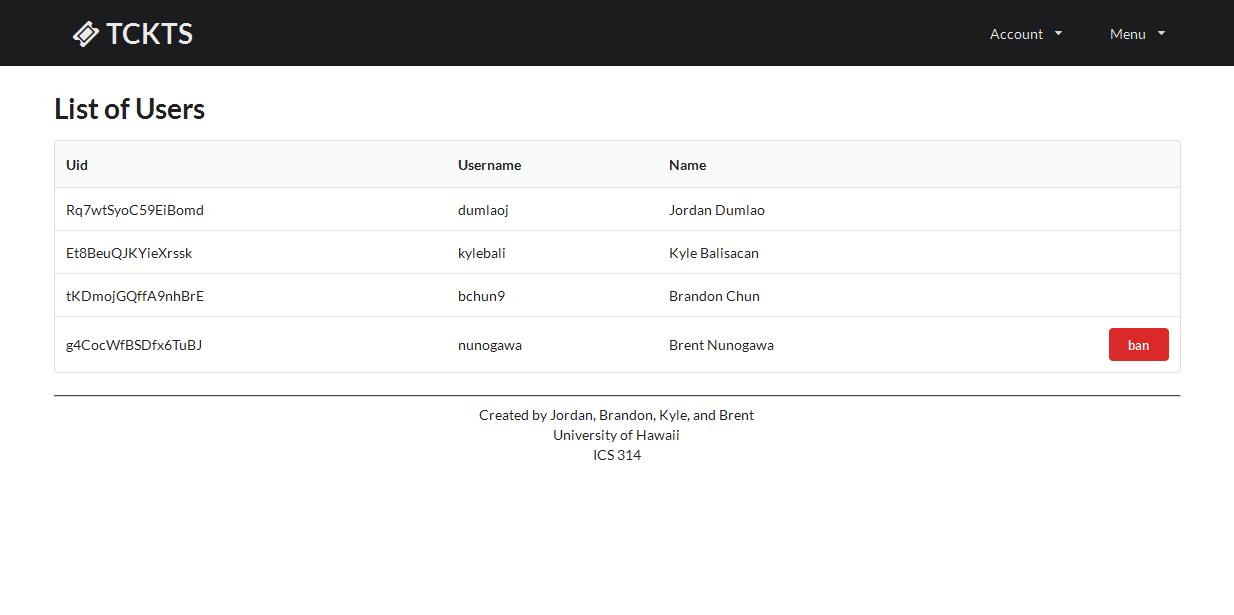 TCKTS Account Menu
List of Users
Uid Username Name
Rq7wtSyoC59EiBomd dumlaoj Jordan Dumlao
Et8BeuQJKYieXrssk kylebali Kyle Balisacan
tKDmojGQffA9nhBrE bchun9 Brandon Chun
g4CocWfBSDfx6TuBJ nunogawa Brent Nunogawa ban
Created by Jordan, Brandon, Kyle, and Brent
University of Hawaii
ICS 314